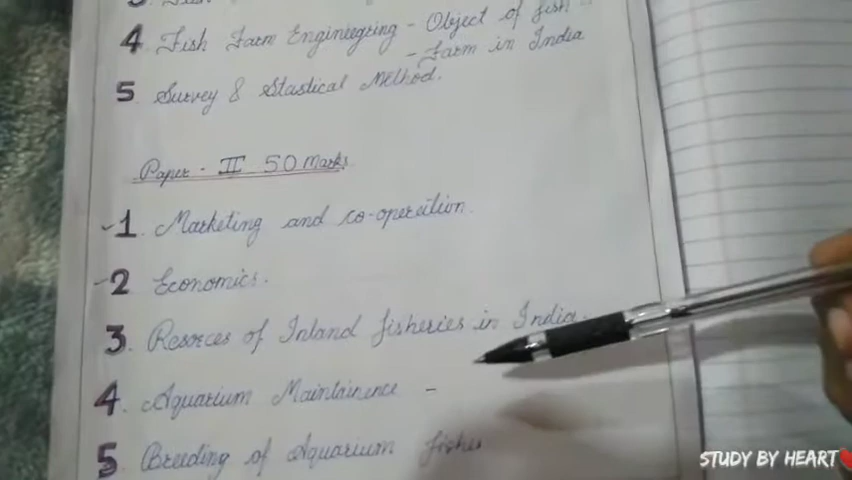 3
4 Fish Farm Engineegring - Object of fish
- Farm in India
5 Survey & Stastical Method.
Paper - II 50 Marks
1. Marketing and co-operation.
2 Economics.
3. Resorces of Inland fisheries in India.
4. Aquarium Maintainence -
5. Breeding of Aquarium fishes
STUDY BY HEART❤️